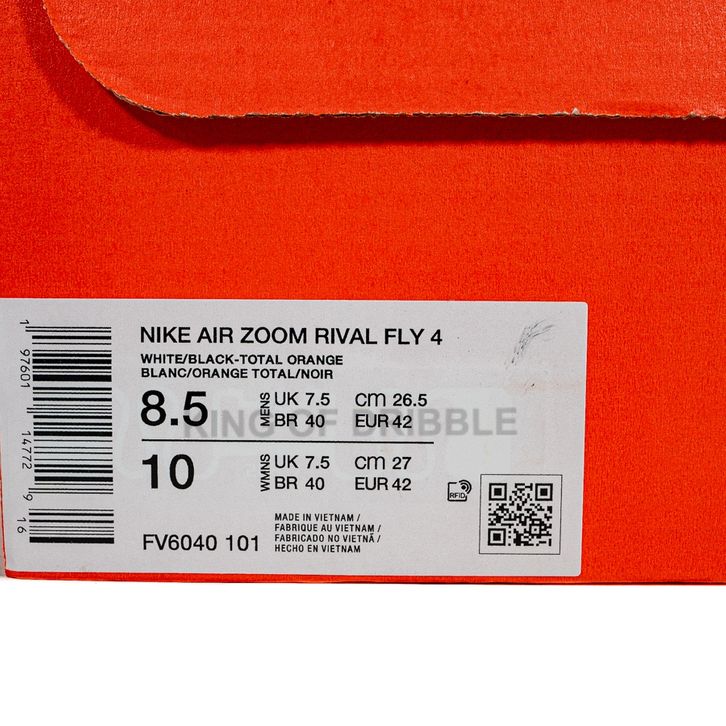 NIKE AIR ZOOM RIVAL FLY 4
WHITE/BLACK-TOTAL ORANGE
BLANC/ORANGE TOTAL/NOIR
8.5 MENS UK 7.5 cm 26.5
BR 40 EUR 42
KING OF DRIBBLE
10 WMNS UK 7.5 cm 27
BR 40 EUR 42
RFID
FV6040 101
MADE IN VIETNAM /
FABRIQUE AU VIETNAM /
FABRICADO NO VIETNÃ /
HECHO EN VIETNAM
1 97601 14772 9 16